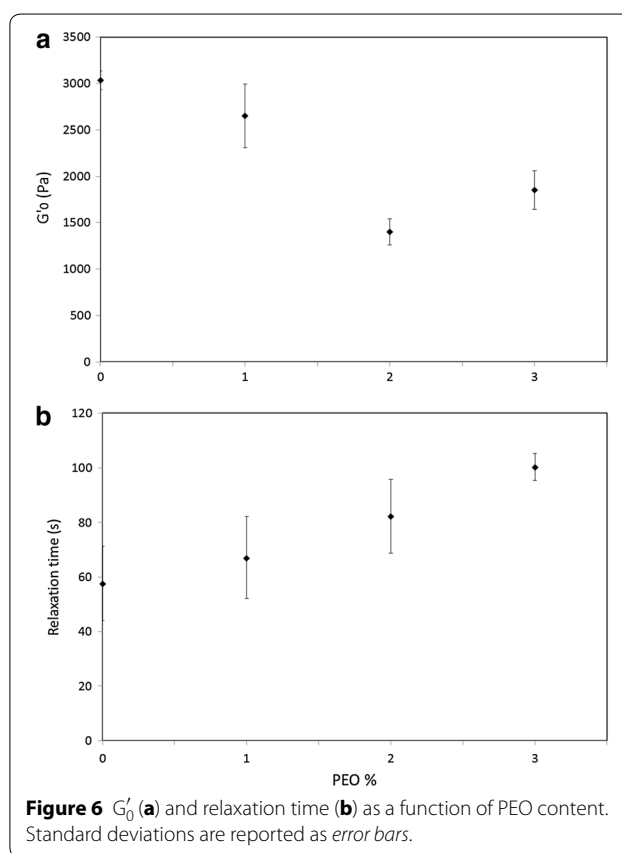 a
3500
3000
2500
2000
1500
1000
500
0
G'0 (Pa)
0 1 2 3
b
120
100
80
60
40
20
0
Relaxation time (s)
0 1 2 3
PEO %
Figure 6 G′0 (a) and relaxation time (b) as a function of PEO content.
Standard deviations are reported as error bars.